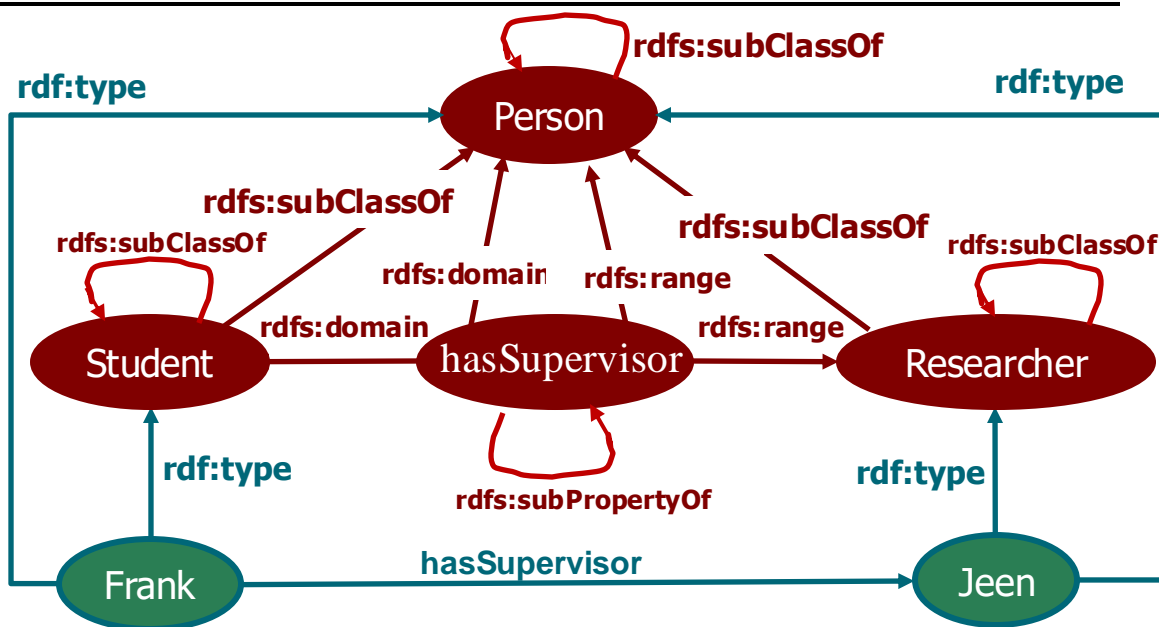 rdfs:subClassOf
rdf:type
rdf:type
Person
rdfs:subClassOf
rdfs:subClassOf
rdfs:subClassOf
rdfs:subClassOf
rdfs:domain
rdfs:range
rdfs:domain
rdfs:range
Student
hasSupervisor
Researcher
rdf:type
rdf:type
rdfs:subPropertyOf
hasSupervisor
Frank
Jeen